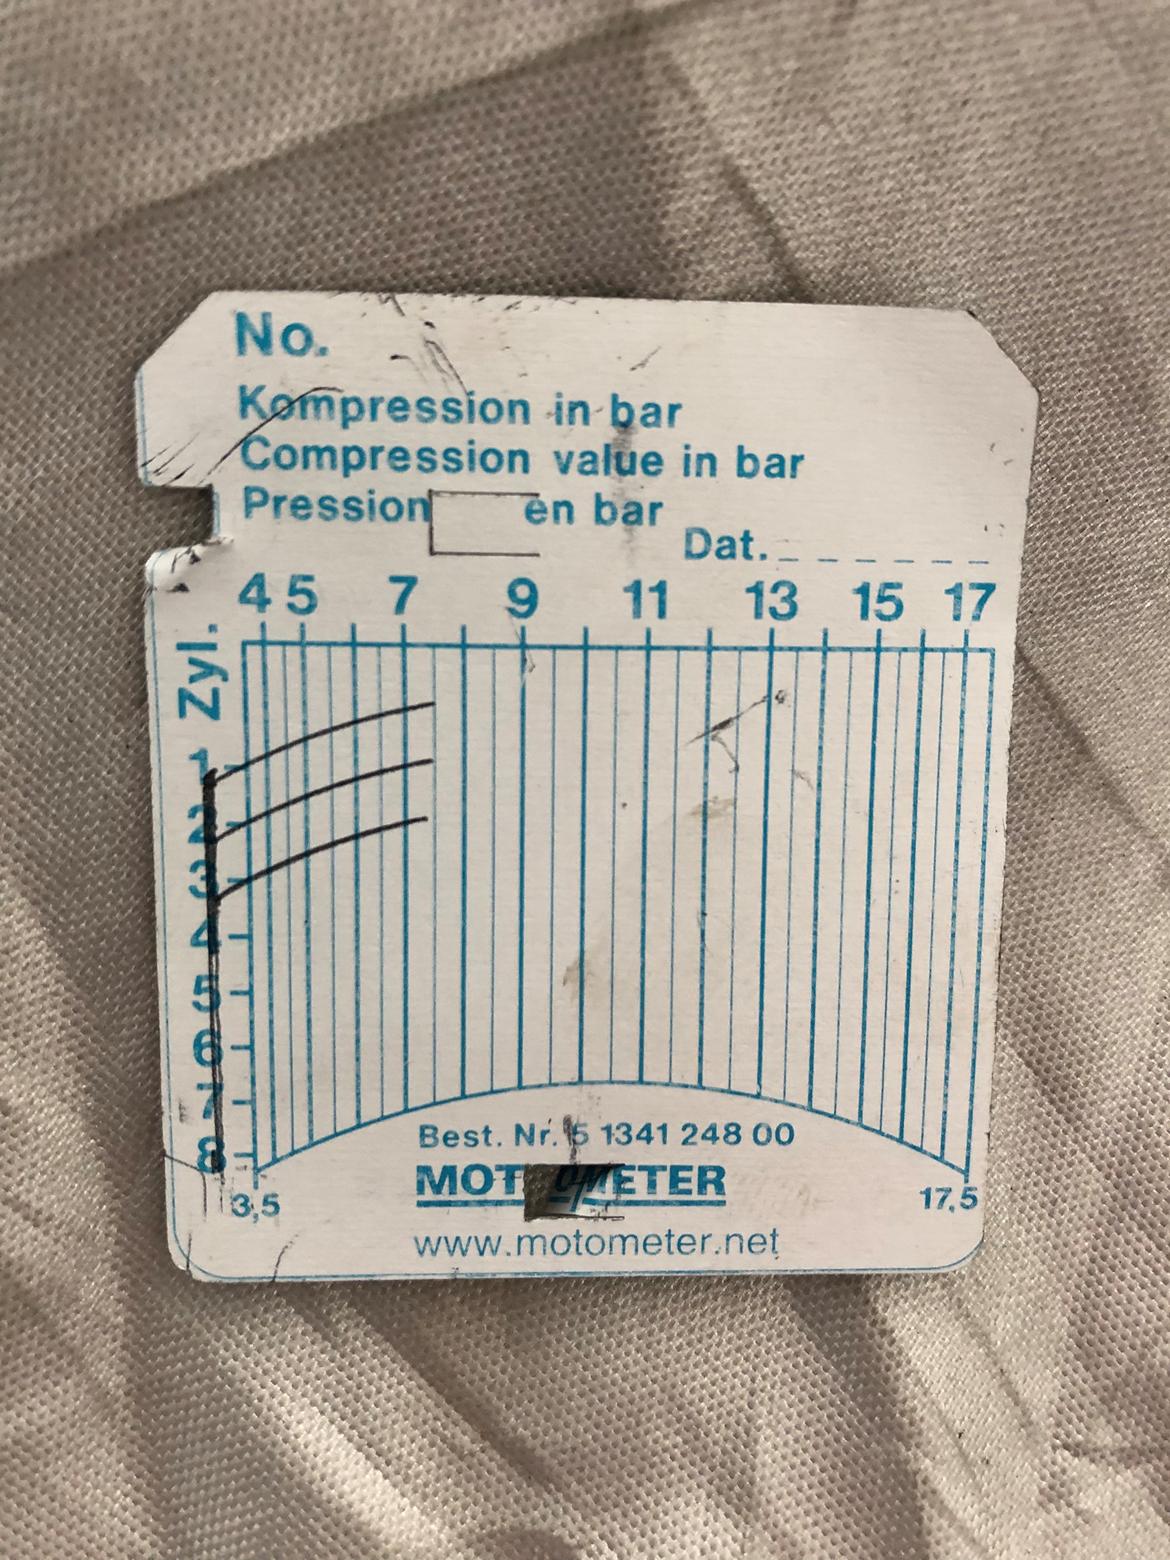 No.
Kompression in bar
Compression value in bar
Pression en bar
Dat.
4 5 7 9 11 13 15 17
Zyl.
1
2
3
4
5
6
7
8
3,5 17,5
Best. Nr. 5 1341 248 00
MOTOMETER
www.motometer.net